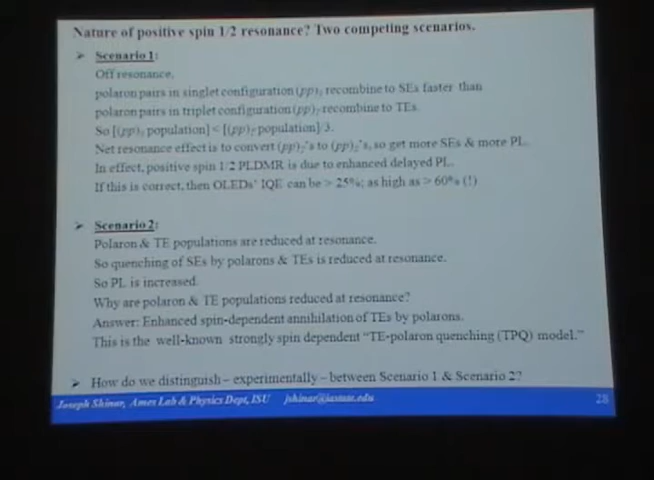 Nature of positive spin 1/2 resonance? Two competing scenarios.
➢ Scenario 1:
Off resonance,
polaron pairs in singlet configuration (pp)S recombine to SEs faster than
polaron pairs in triplet configuration (pp)T recombine to TEs.
So [(pp)S population] < [(pp)T population]/3.
Net resonance effect is to convert (pp)T's to (pp)S's, so get more SEs & more PL.
In effect, positive spin 1/2 PLDMR is due to enhanced delayed PL.
If this is correct, then OLEDs' IQE can be > 25%; as high as > 60% (!)
➢ Scenario 2:
Polaron & TE populations are reduced at resonance.
So quenching of SEs by polarons & TEs is reduced at resonance.
So PL is increased.
Why are polaron & TE populations reduced at resonance?
Answer: Enhanced spin-dependent annihilation of TEs by polarons.
This is the well-known strongly spin dependent "TE-polaron quenching (TPQ) model."
➢ How do we distinguish – experimentally – between Scenario 1 & Scenario 2?
Joseph Shinar, Ames Lab & Physics Dept, ISU jshinar@iastate.edu 28